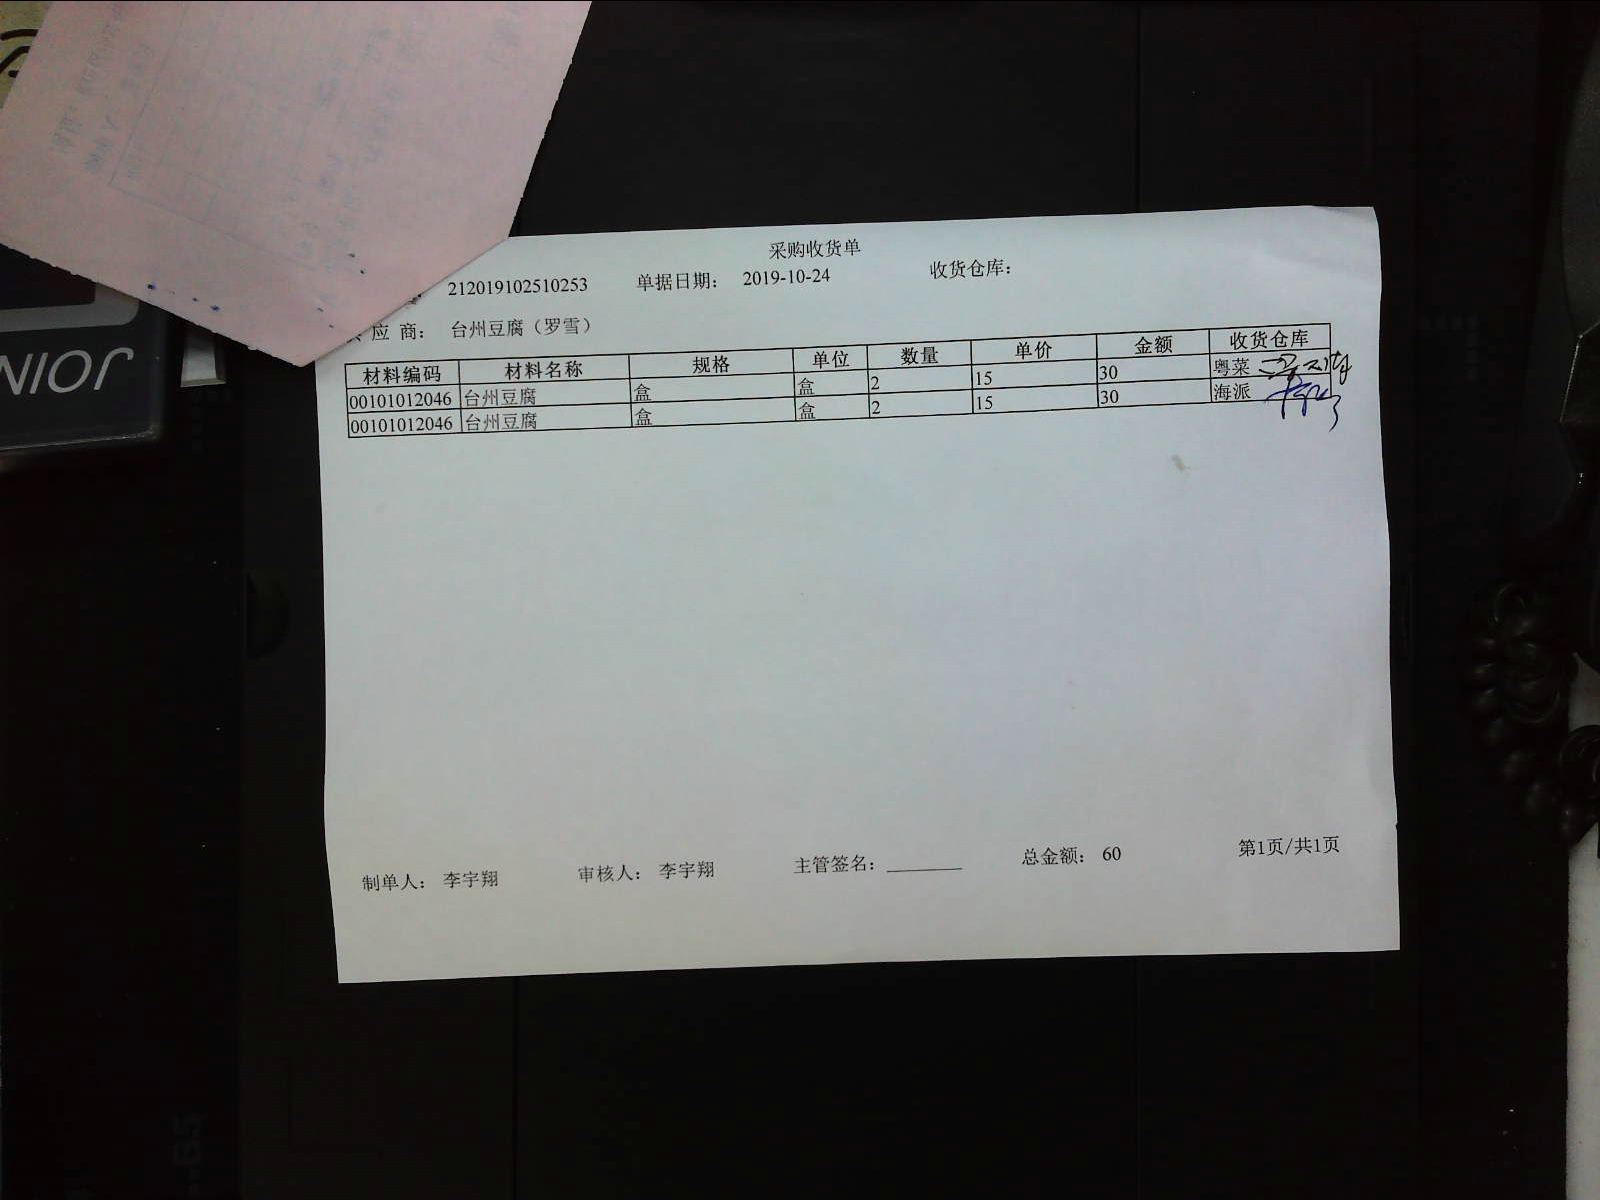 采购收货单
212019102510253 单据日期： 2019-10-24 收货仓库：
应 商： 台州豆腐（罗雪）
材料编码 材料名称 规格 单位 数量 单价 金额 收货仓库
00101012046 台州豆腐 盒 盒 2 15 30 粤菜
00101012046 台州豆腐 盒 盒 2 15 30 海派
制单人： 李宇翔 审核人： 李宇翔 主管签名： 总金额： 60 第1页/共1页